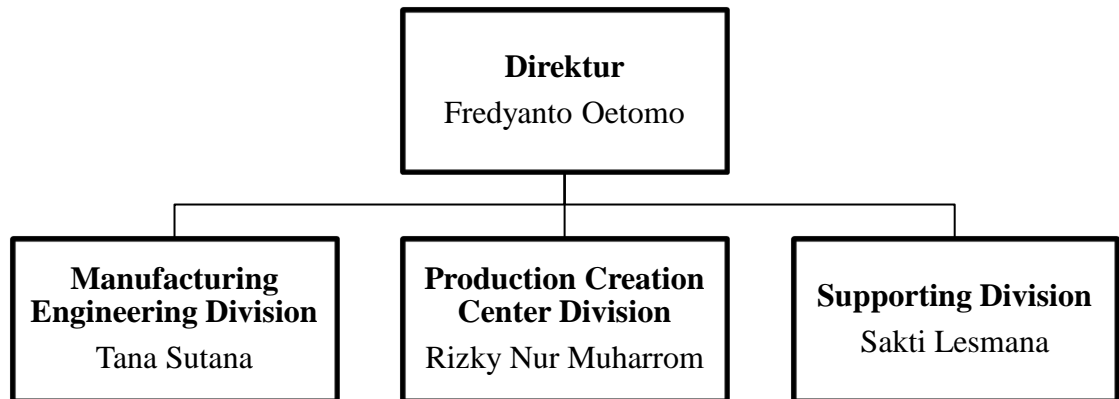 Direktur
Fredyanto Oetomo
Manufacturing
Engineering Division
Tana Sutana
Production Creation
Center Division
Rizky Nur Muharrom
Supporting Division
Sakti Lesmana